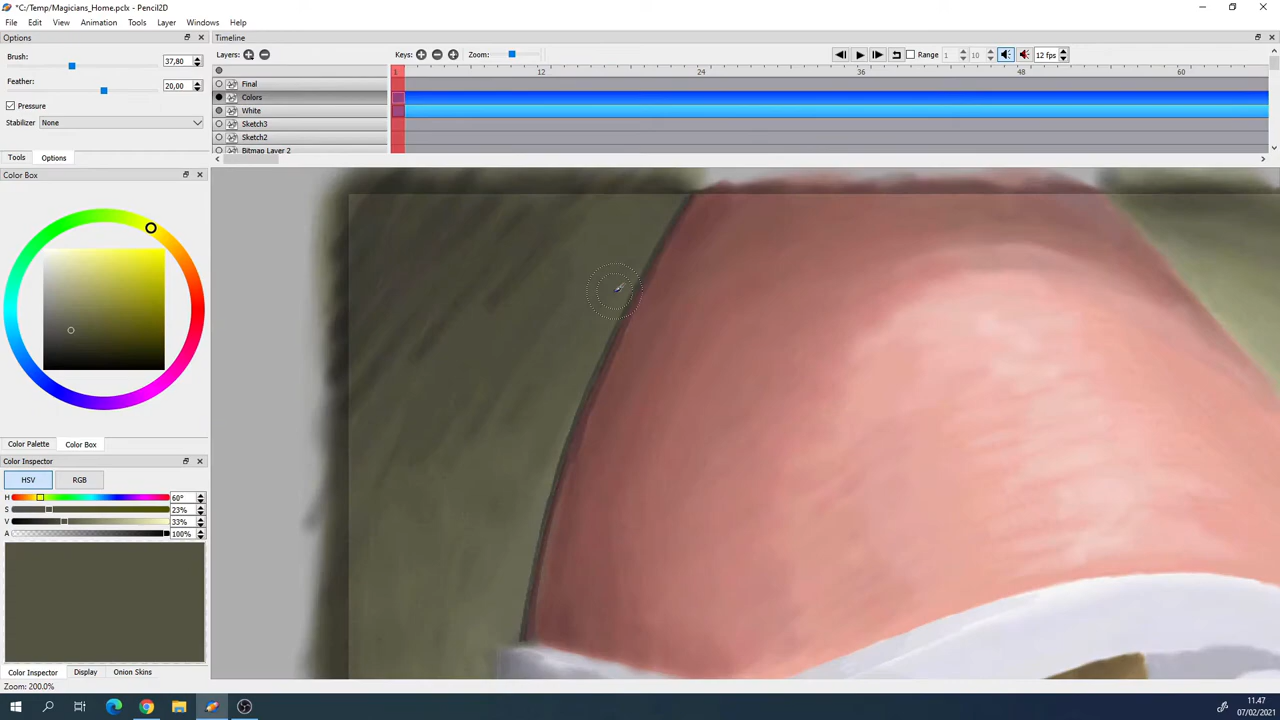 *C:/Temp/Magicians_Home.pclx - Pencil2D
File Edit View Animation Tools Layer Windows Help
Options
Brush:
37,80
Feather:
20,00
Pressure
Stabilizer None
Tools Options
Color Box
Color Palette Color Box
Color Inspector
HSV RGB
H 60°
S 23%
V 33%
A 100%
Color Inspector Display Onion Skins
Zoom: 200.0%
Timeline
Layers: Keys: Zoom: Range 1 10 12 fps
1 12 24 36 48 60
Final
Colors
White
Sketch3
Sketch2
Bitmap Layer 2
11.47
07/02/2021